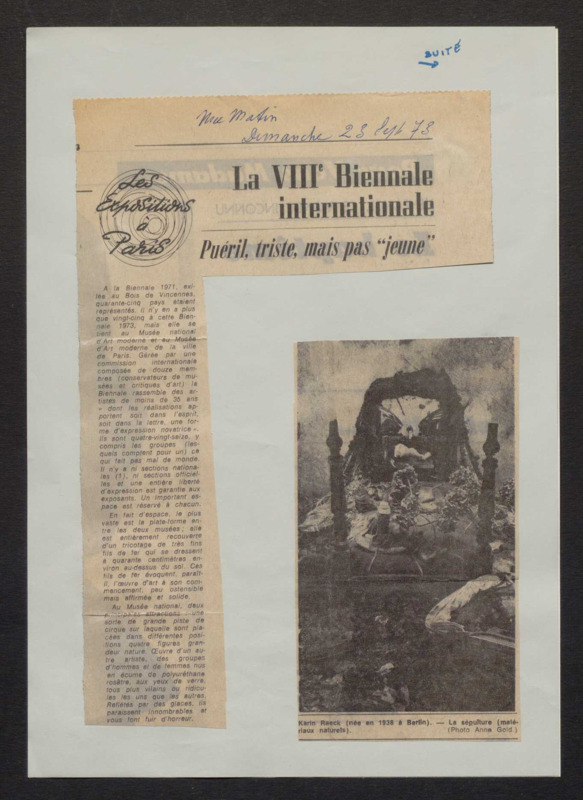 SUITÉ
Nice Matin
Dimanche 23 Sept 73
Les
Expositions
à
Paris
La VIIIe Biennale
internationale
Puéril, triste, mais pas "jeune"
A la Biennale 1971, exi-
lée au Bois de Vincennes,
quarante-cinq pays étaient
représentés. Il n'y en a plus
que vingt-cinq à cette Bien-
nale 1973, mais elle se
tient au Musée national
d'Art moderne et au Musée
d'Art moderne de la ville
de Paris. Gérée par une
commission internationale
composée de douze mem-
bres (conservateurs de mu-
sées et critiques d'art) la
Biennale rassemble des ar-
tistes de moins de 35 ans
« dont les réalisations ap-
portent soit dans l'esprit,
soit dans la lettre, une for-
me d'expression novatrice ».
Ils sont quatre-vingt-seize, y
compris les groupes (les-
quels comptent pour un) ce
qui fait pas mal de monde.
Il n'y a ni sections nationa-
les (1), ni sections officiel-
les et une entière liberté
d'expression est garantie aux
exposants. Un important es-
pace est réservé à chacun.
En fait d'espace, le plus
vaste est la plate-forme en-
tre les deux musées; elle
est entièrement recouverte
d'un tricotage de très fins
fils de fer qui se dressent
à quarante centimètres en-
viron au-dessus du sol. Ces
fils de fer évoquent, paraît-
il, l'œuvre d'art à son com-
mencement, peu ostensible
mais affirmée et solide.
Au Musée national, deux
une
sorte de grande piste de
cirque sur laquelle sont pla-
cées dans différentes posi-
tions quatre figures gran-
deur nature. Œuvre d'un au-
tre artiste, des groupes
d'hommes et de femmes nus
en écume de polyuréthane
rosâtre, aux yeux de verre,
tous plus vilains ou ridicu-
les les uns que les autres.
Reflétés par des glaces, ils
paraissent innombrables et
vous font fuir d'horreur.
Karin Raeck (née en 1938 à Berlin). — La sépulture (maté-
riaux naturels).
(Photo Anne Gold.)